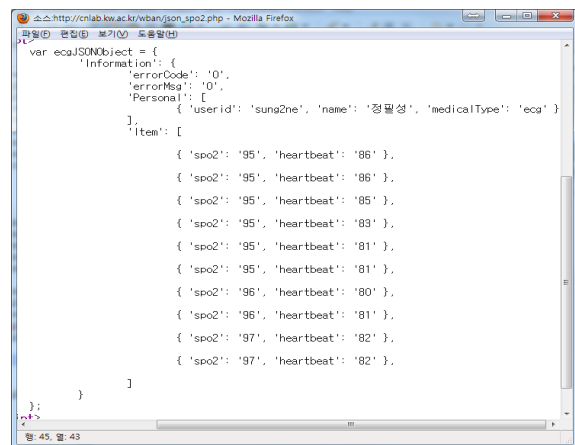 소스:http://cnlab.kw.ac.kr/wban/json_spo2.php - Mozilla Firefox
파일(F) 편집(E) 보기(V) 도움말(H)
pt>
var ecgJSONObject = {
'Information': {
'errorCode': '0',
'errorMsg': '0',
'Personal': [
{ 'userid': 'sung2ne', 'name': '정필성', 'medicalType': 'ecg' }
],
'Item': [
{ 'spo2': '95', 'heartbeat': '86' },
{ 'spo2': '95', 'heartbeat': '86' },
{ 'spo2': '95', 'heartbeat': '85' },
{ 'spo2': '95', 'heartbeat': '83' },
{ 'spo2': '95', 'heartbeat': '81' },
{ 'spo2': '95', 'heartbeat': '81' },
{ 'spo2': '96', 'heartbeat': '80' },
{ 'spo2': '96', 'heartbeat': '81' },
{ 'spo2': '97', 'heartbeat': '82' },
{ 'spo2': '97', 'heartbeat': '82' },
]
}
};
ipt>
행: 45, 열: 43